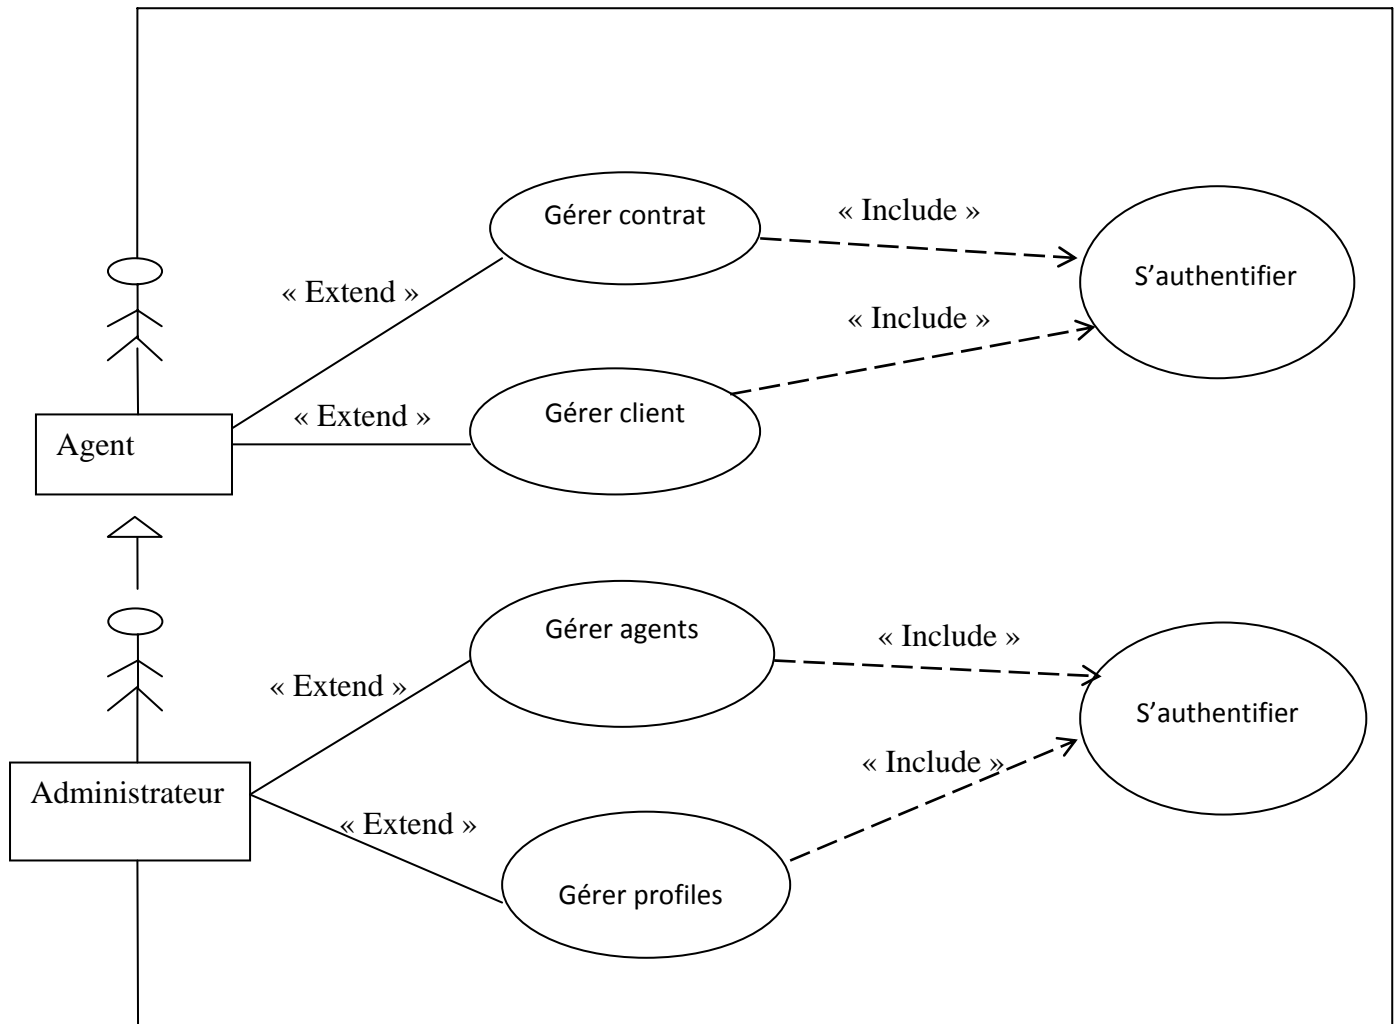 Gérer contrat
« Include »
S’authentifier
« Extend »
« Include »
Gérer client
« Extend »
Agent
Gérer agents
« Include »
« Extend »
S’authentifier
« Include »
Administrateur
« Extend »
Gérer profiles